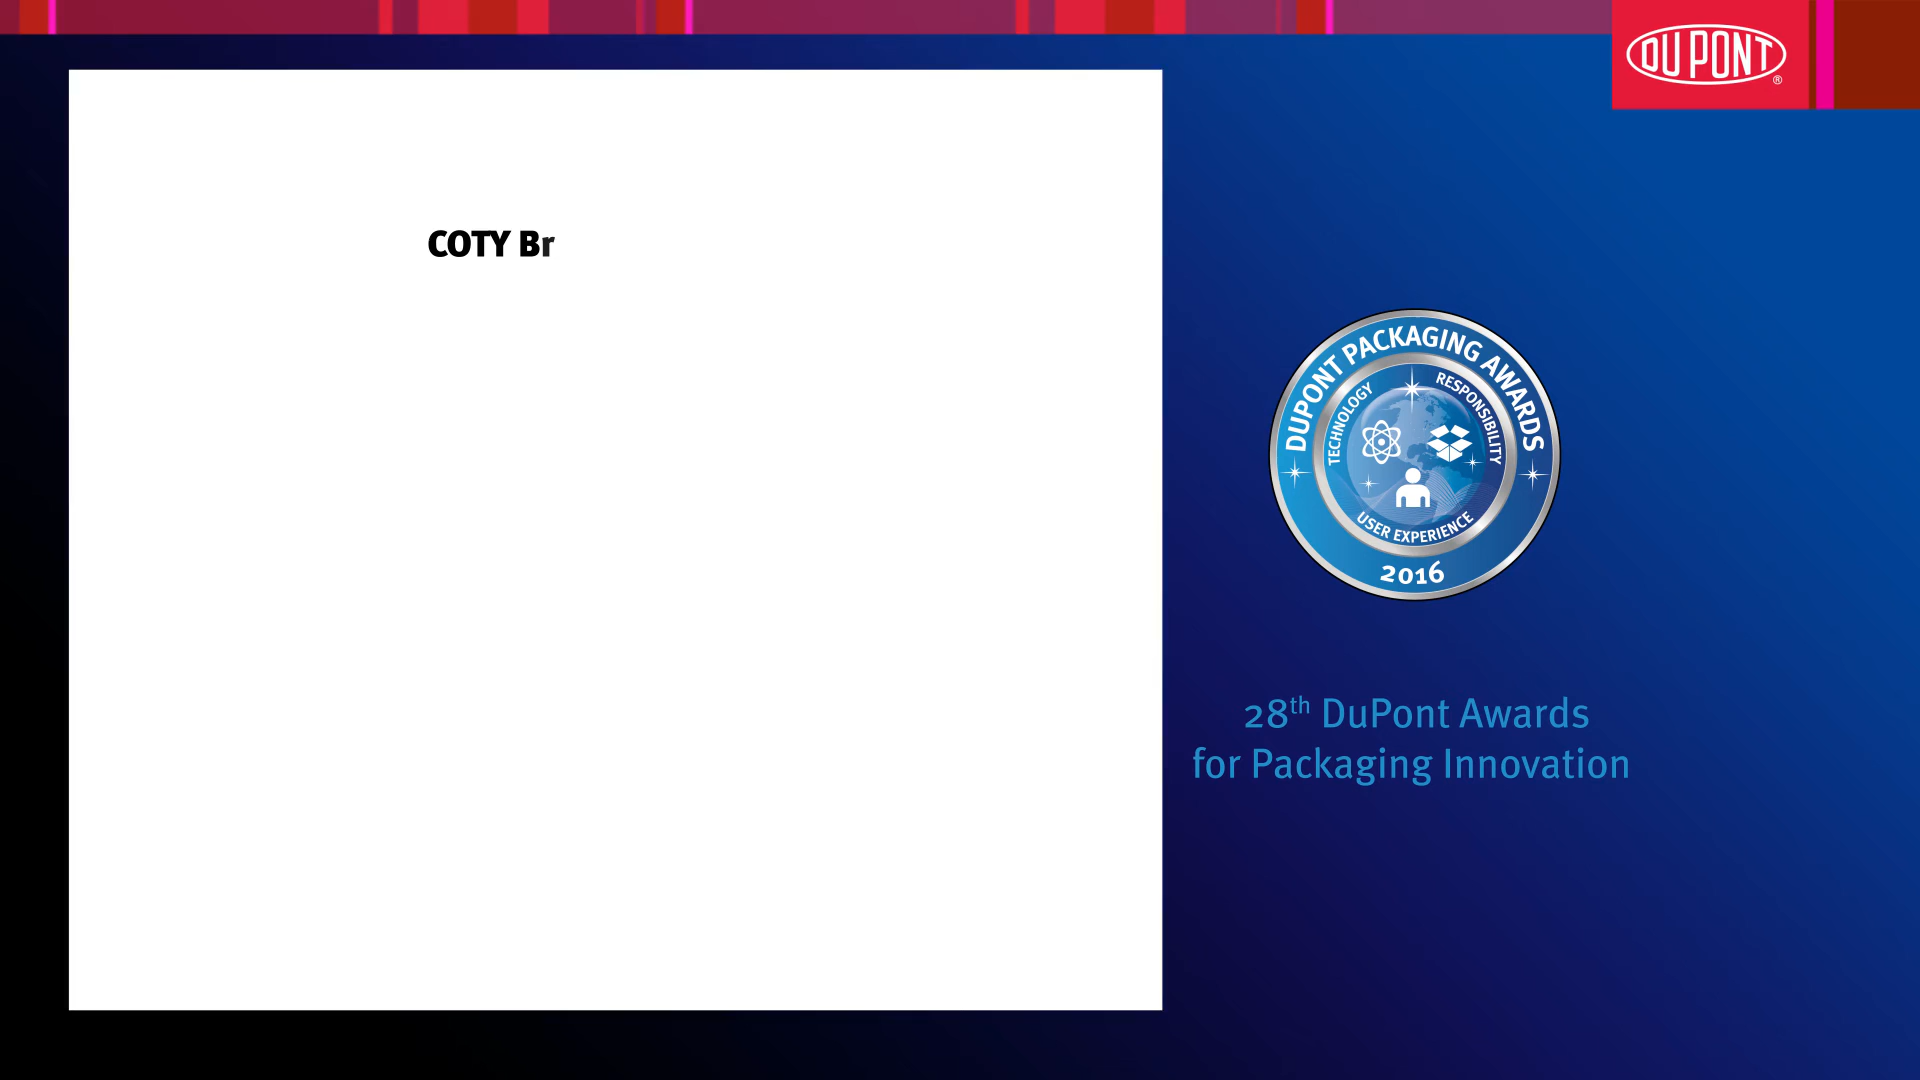 DUPONT®
COTY Br
DUPONT PACKAGING AWARDS
TECHNOLOGY
RESPONSIBILITY
USER EXPERIENCE
2016
28th DuPont Awards
for Packaging Innovation